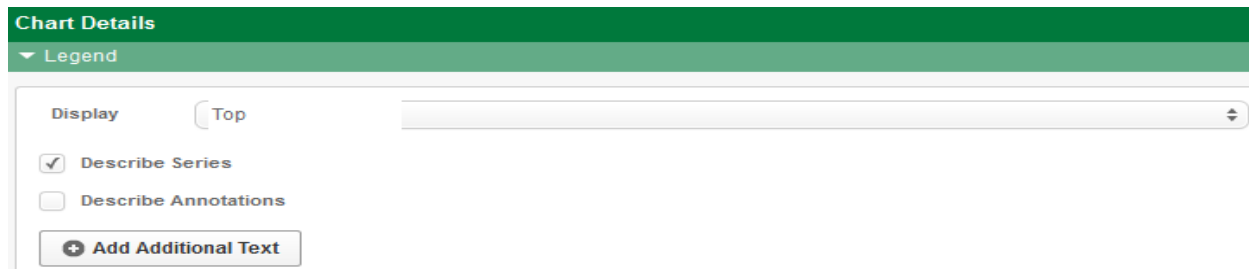 Chart Details
Legend
Display Top
Describe Series
Describe Annotations
Add Additional Text